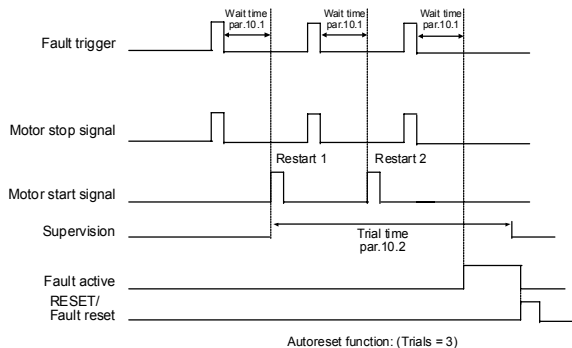 Wait time
par.10.1
Wait time
par.10.1
Wait time
par.10.1
Fault trigger
Motor stop signal
Restart 1
Restart 2
Motor start signal
Supervision
Trial time
par.10.2
Fault active
RESET/
Fault reset
Autoreset function: (Trials = 3)